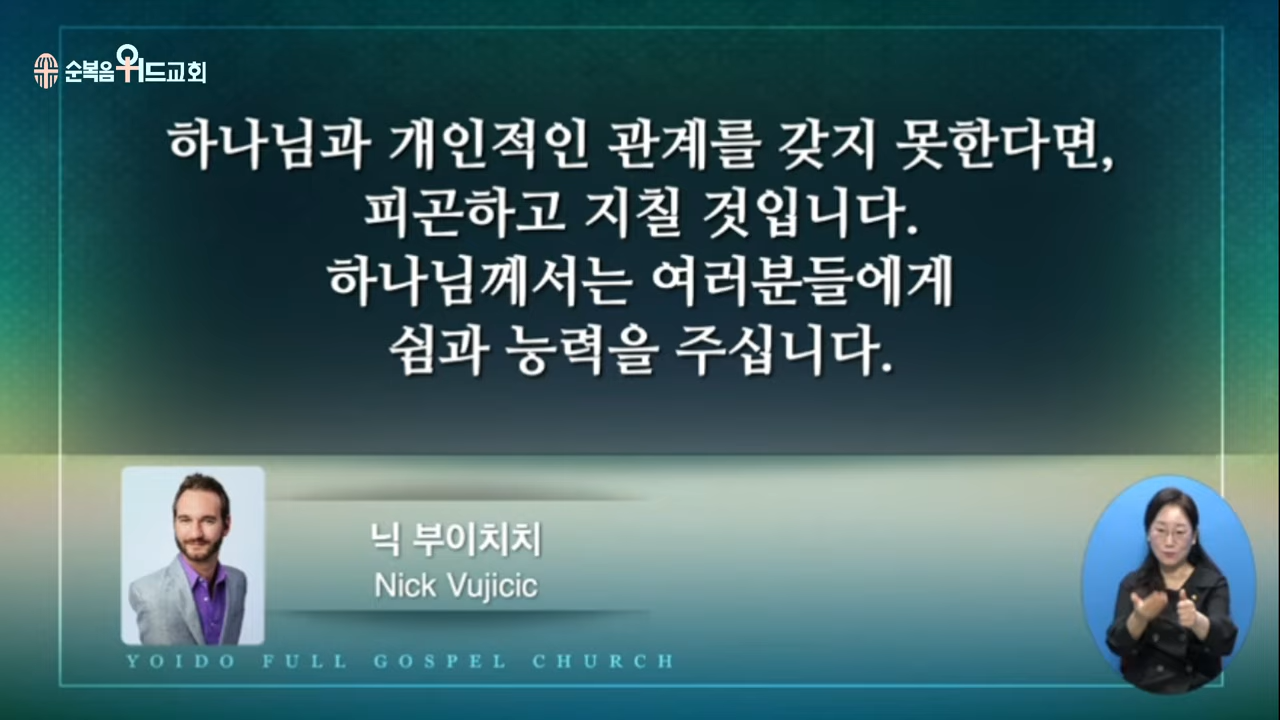 순복음워드교회
하나님과 개인적인 관계를 갖지 못한다면,
피곤하고 지칠 것입니다.
하나님께서는 여러분들에게
쉼과 능력을 주십니다.
닉 부이치치
Nick Vujicic
YOIDO FULL GOSPEL CHURCH